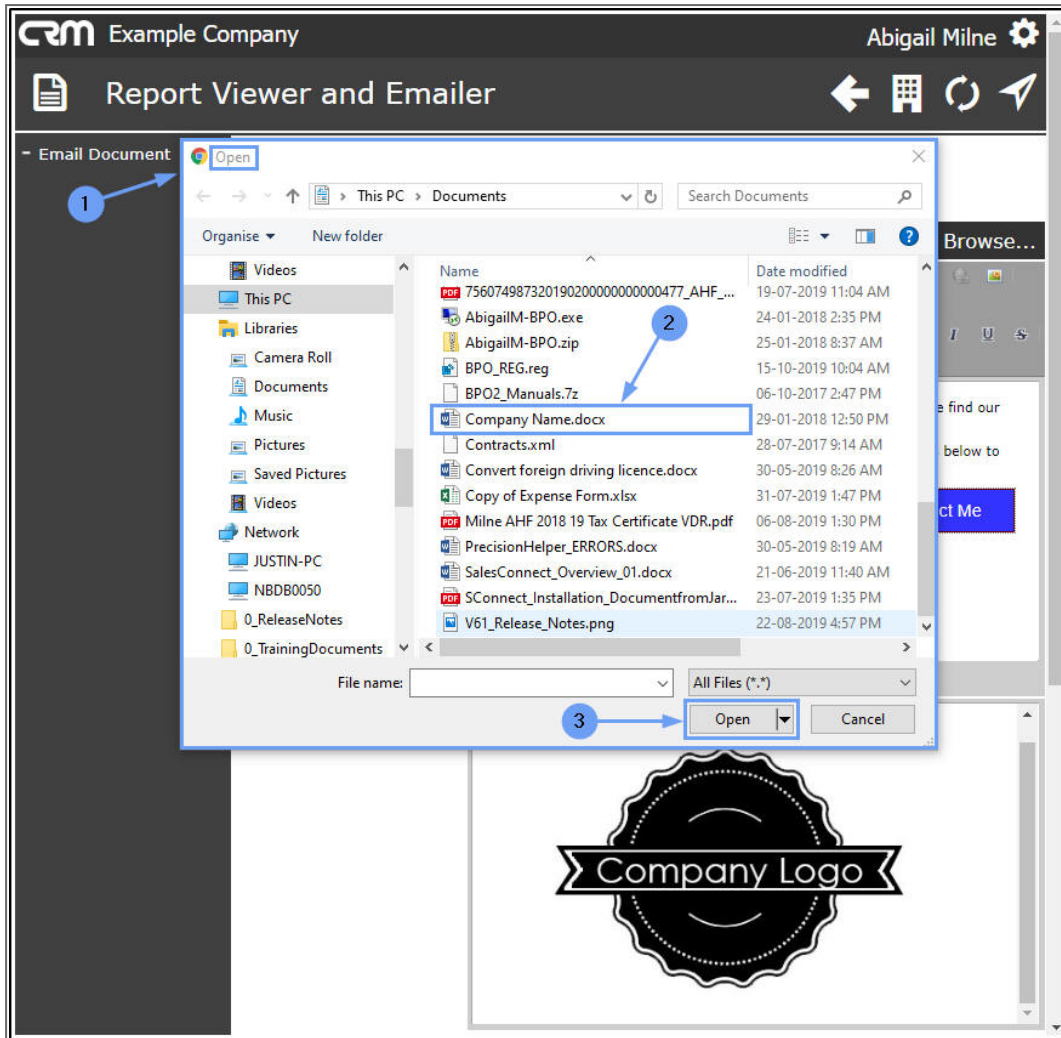 CRM Example Company
Abigail Milne
Report Viewer and Emailer
- Email Document
Open
1
This PC > Documents
Search Documents
Organise
New folder
?
Browse...
Videos
This PC
Libraries
Camera Roll
Documents
Music
Pictures
Saved Pictures
Videos
Network
JUSTIN-PC
NBDB0050
0_ReleaseNotes
0_TrainingDocuments
Name Date modified
PDF 19-07-2019 11:04 AM
AbigailM-BPO.exe 24-01-2018 2:35 PM
2
AbigailM-BPO.zip 25-01-2018 8:37 AM
BPO_REG.reg 15-10-2019 10:04 AM
BPO2_Manuals.7z 06-10-2017 2:47 PM
Company Name.docx 29-01-2018 12:50 PM
Contracts.xml 28-07-2017 9:14 AM
Convert foreign driving licence.docx 30-05-2019 8:26 AM
Copy of Expense Form.xlsx 31-07-2019 1:47 PM
PDF Milne AHF 2018 19 Tax Certificate VDR.pdf 06-08-2019 1:30 PM
PrecisionHelper_ERRORS.docx 30-05-2019 8:19 AM
SalesConnect_Overview_01.docx 21-06-2019 11:40 AM
PDF SConnect_Installation_DocumentfromJar... 23-07-2019 1:35 PM
V61_Release_Notes.png 22-08-2019 4:57 PM
I U S
e find our
below to
ct Me
File name:
All Files (*.*)
3
Open
Cancel
Company Logo